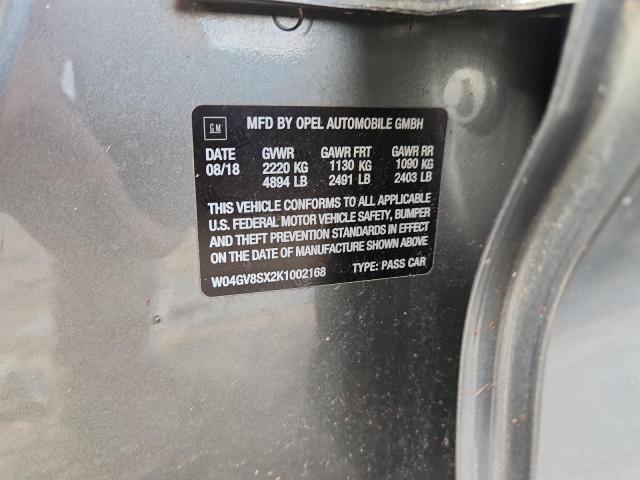 GM MFD BY OPEL AUTOMOBILE GMBH
DATE GVWR GAWR FRT GAWR RR
08/18 2220 KG 1130 KG 1090 KG
4894 LB 2491 LB 2403 LB
THIS VEHICLE CONFORMS TO ALL APPLICABLE
U.S. FEDERAL MOTOR VEHICLE SAFETY, BUMPER
AND THEFT PREVENTION STANDARDS IN EFFECT
ON THE DATE OF MANUFACTURE SHOWN ABOVE
W04GV8SX2K1002168 TYPE: PASS CAR